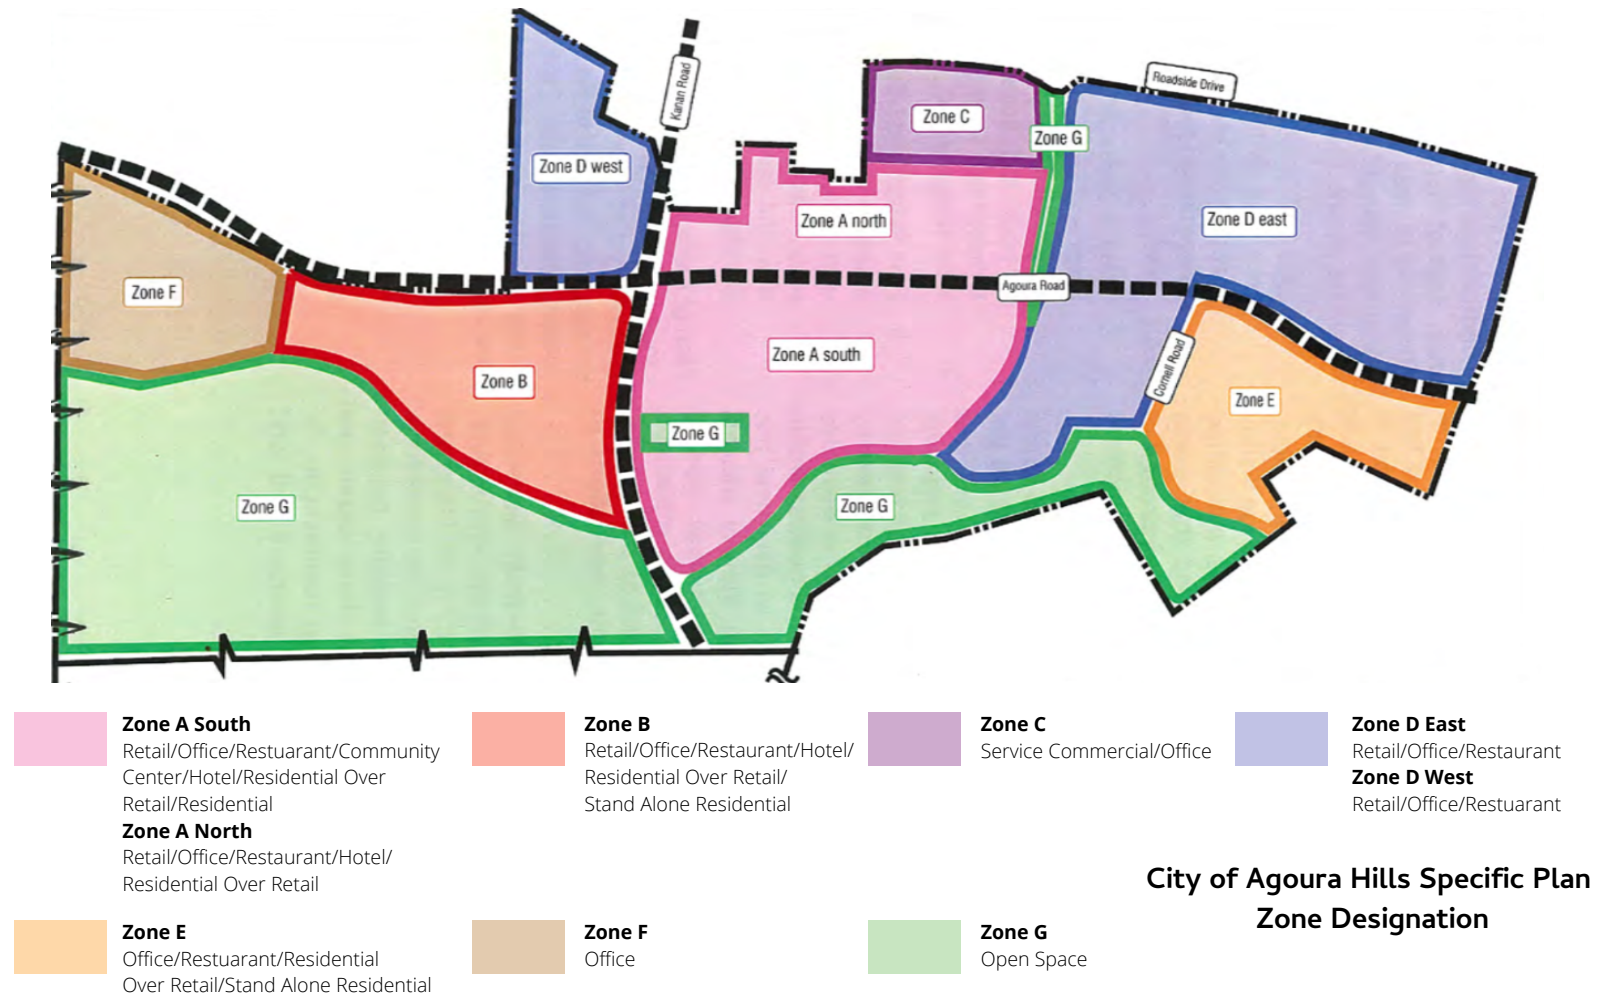 Kanan Road
Roadside Drive
Zone C
Zone G
Zone D west
Zone A north
Zone D east
Zone F
Agoura Road
Zone A south
Cornell Road
Zone B
Zone E
Zone G
Zone G
Zone G
Zone A South
Retail/Office/Restuarant/Community
Center/Hotel/Residential Over
Retail/Residential
Zone A North
Retail/Office/Restaurant/Hotel/
Residential Over Retail
Zone B
Retail/Office/Restaurant/Hotel/
Residential Over Retail/
Stand Alone Residential
Zone C
Service Commercial/Office
Zone D East
Retail/Office/Restaurant
Zone D West
Retail/Office/Restuarant
City of Agoura Hills Specific Plan
Zone Designation
Zone E
Office/Restuarant/Residential
Over Retail/Stand Alone Residential
Zone F
Office
Zone G
Open Space